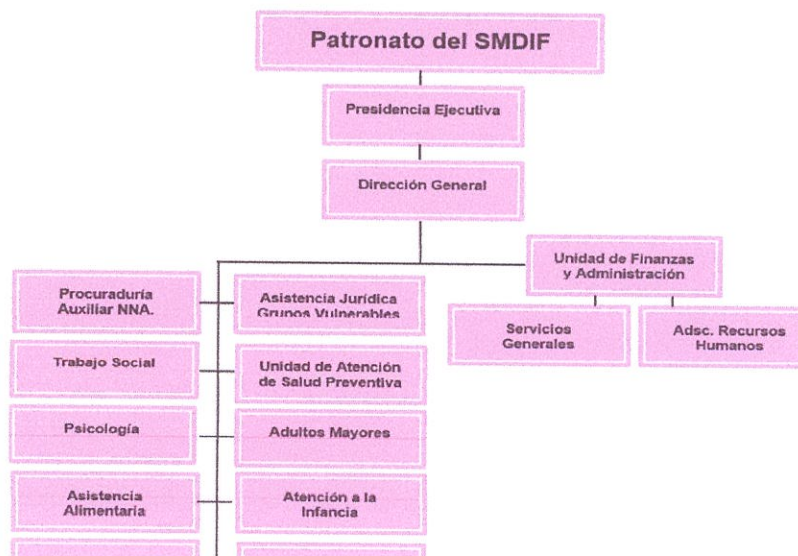 Patronato del SMDIF
Presidencia Ejecutiva
Dirección General
Unidad de Finanzas
y Administración
Procuraduría
Auxiliar NNA.
Asistencia Jurídica
Grupos Vulnerables
Servicios
Generales
Adsc. Recursos
Humanos
Trabajo Social
Unidad de Atención
de Salud Preventiva
Psicología
Adultos Mayores
Asistencia
Alimentaria
Atención a la
Infancia